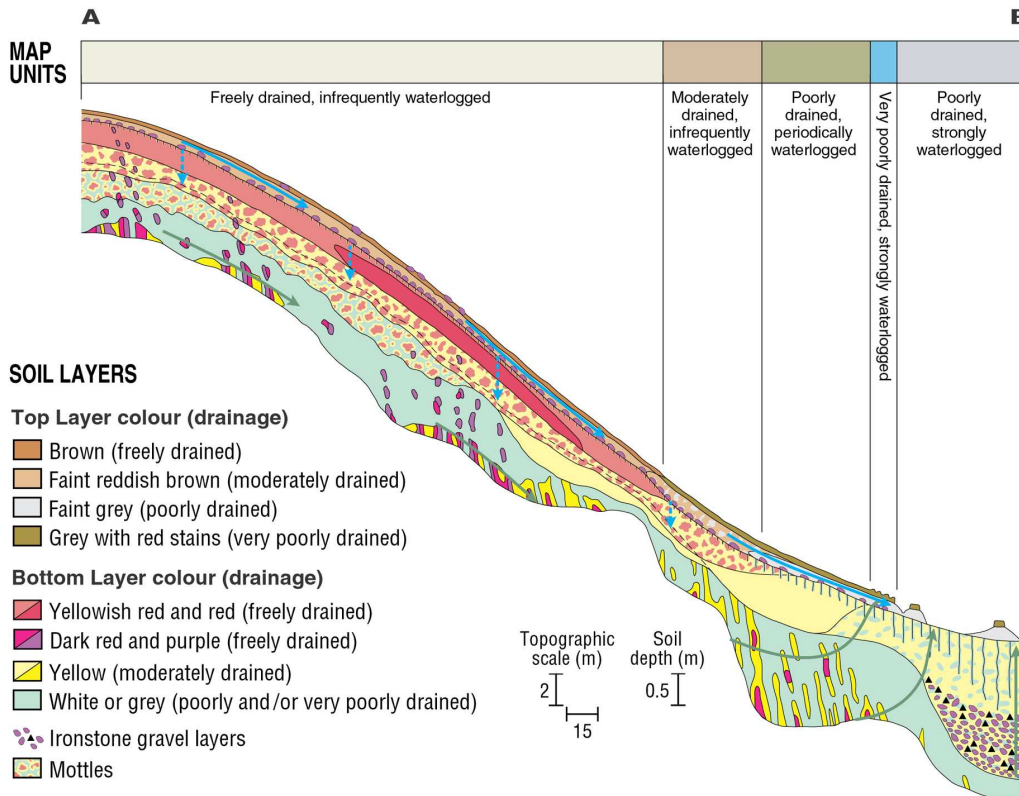 A
B
MAP
UNITS
Freely drained, infrequently waterlogged
Moderately
drained,
infrequently
waterlogged
Poorly
drained,
periodically
waterlogged
Very poorly drained, strongly waterlogged
Poorly
drained,
strongly
waterlogged
SOIL LAYERS
Top Layer colour (drainage)
Brown (freely drained)
Faint reddish brown (moderately drained)
Faint grey (poorly drained)
Grey with red stains (very poorly drained)
Bottom Layer colour (drainage)
Yellowish red and red (freely drained)
Dark red and purple (freely drained)
Yellow (moderately drained)
White or grey (poorly and/or very poorly drained)
Ironstone gravel layers
Mottles
Topographic
scale (m)
2
15
Soil
depth (m)
0.5